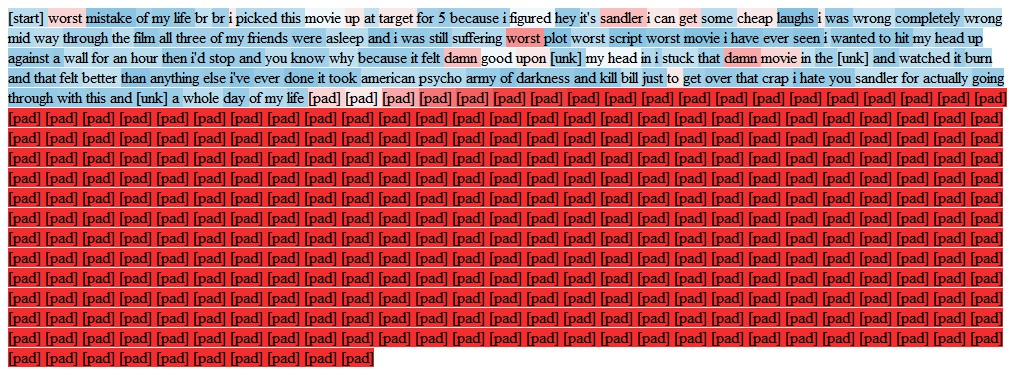 [start] worst mistake of my life br br i picked this movie up at target for 5 because i figured hey it's sandler i can get some cheap laughs i was wrong completely wrong
mid way through the film all three of my friends were asleep and i was still suffering worst plot worst script worst movie i have ever seen i wanted to hit my head up
against a wall for an hour then i'd stop and you know why because it felt damn good upon [unk] my head in i stuck that damn movie in the [unk] and watched it burn
and that felt better than anything else i've ever done it took american psycho army of darkness and kill bill just to get over that crap i hate you sandler for actually going
through with this and [unk] a whole day of my life [pad] [pad] [pad] [pad] [pad] [pad] [pad] [pad] [pad] [pad] [pad] [pad] [pad] [pad] [pad] [pad] [pad] [pad] [pad]
[pad] [pad] [pad] [pad] [pad] [pad] [pad] [pad] [pad] [pad] [pad] [pad] [pad] [pad] [pad] [pad] [pad] [pad] [pad] [pad] [pad] [pad] [pad] [pad] [pad] [pad] [pad]
[pad] [pad] [pad] [pad] [pad] [pad] [pad] [pad] [pad] [pad] [pad] [pad] [pad] [pad] [pad] [pad] [pad] [pad] [pad] [pad] [pad] [pad] [pad] [pad] [pad] [pad] [pad]
[pad] [pad] [pad] [pad] [pad] [pad] [pad] [pad] [pad] [pad] [pad] [pad] [pad] [pad] [pad] [pad] [pad] [pad] [pad] [pad] [pad] [pad] [pad] [pad] [pad] [pad] [pad]
[pad] [pad] [pad] [pad] [pad] [pad] [pad] [pad] [pad] [pad] [pad] [pad] [pad] [pad] [pad] [pad] [pad] [pad] [pad] [pad] [pad] [pad] [pad] [pad] [pad] [pad] [pad]
[pad] [pad] [pad] [pad] [pad] [pad] [pad] [pad] [pad] [pad] [pad] [pad] [pad] [pad] [pad] [pad] [pad] [pad] [pad] [pad] [pad] [pad] [pad] [pad] [pad] [pad] [pad]
[pad] [pad] [pad] [pad] [pad] [pad] [pad] [pad] [pad] [pad] [pad] [pad] [pad] [pad] [pad] [pad] [pad] [pad] [pad] [pad] [pad] [pad] [pad] [pad] [pad] [pad] [pad]
[pad] [pad] [pad] [pad] [pad] [pad] [pad] [pad] [pad] [pad] [pad] [pad] [pad] [pad] [pad] [pad] [pad] [pad] [pad] [pad] [pad] [pad] [pad] [pad] [pad] [pad] [pad]
[pad] [pad] [pad] [pad] [pad] [pad] [pad] [pad] [pad] [pad] [pad] [pad] [pad] [pad] [pad] [pad] [pad] [pad] [pad] [pad] [pad] [pad] [pad] [pad] [pad] [pad] [pad]
[pad] [pad] [pad] [pad] [pad] [pad] [pad] [pad] [pad] [pad] [pad] [pad] [pad] [pad] [pad] [pad] [pad] [pad] [pad] [pad] [pad] [pad] [pad] [pad] [pad] [pad] [pad]
[pad] [pad] [pad] [pad] [pad] [pad] [pad] [pad] [pad] [pad] [pad] [pad] [pad] [pad] [pad] [pad] [pad] [pad] [pad] [pad] [pad] [pad] [pad] [pad] [pad] [pad] [pad]
[pad] [pad] [pad] [pad] [pad] [pad] [pad] [pad] [pad] [pad] [pad] [pad] [pad] [pad] [pad] [pad] [pad] [pad] [pad] [pad] [pad] [pad] [pad] [pad] [pad] [pad] [pad]
[pad] [pad] [pad] [pad] [pad] [pad] [pad] [pad] [pad] [pad] [pad] [pad] [pad] [pad] [pad] [pad] [pad] [pad] [pad] [pad] [pad] [pad] [pad] [pad] [pad] [pad] [pad]
[pad] [pad] [pad] [pad] [pad] [pad] [pad] [pad] [pad] [pad]